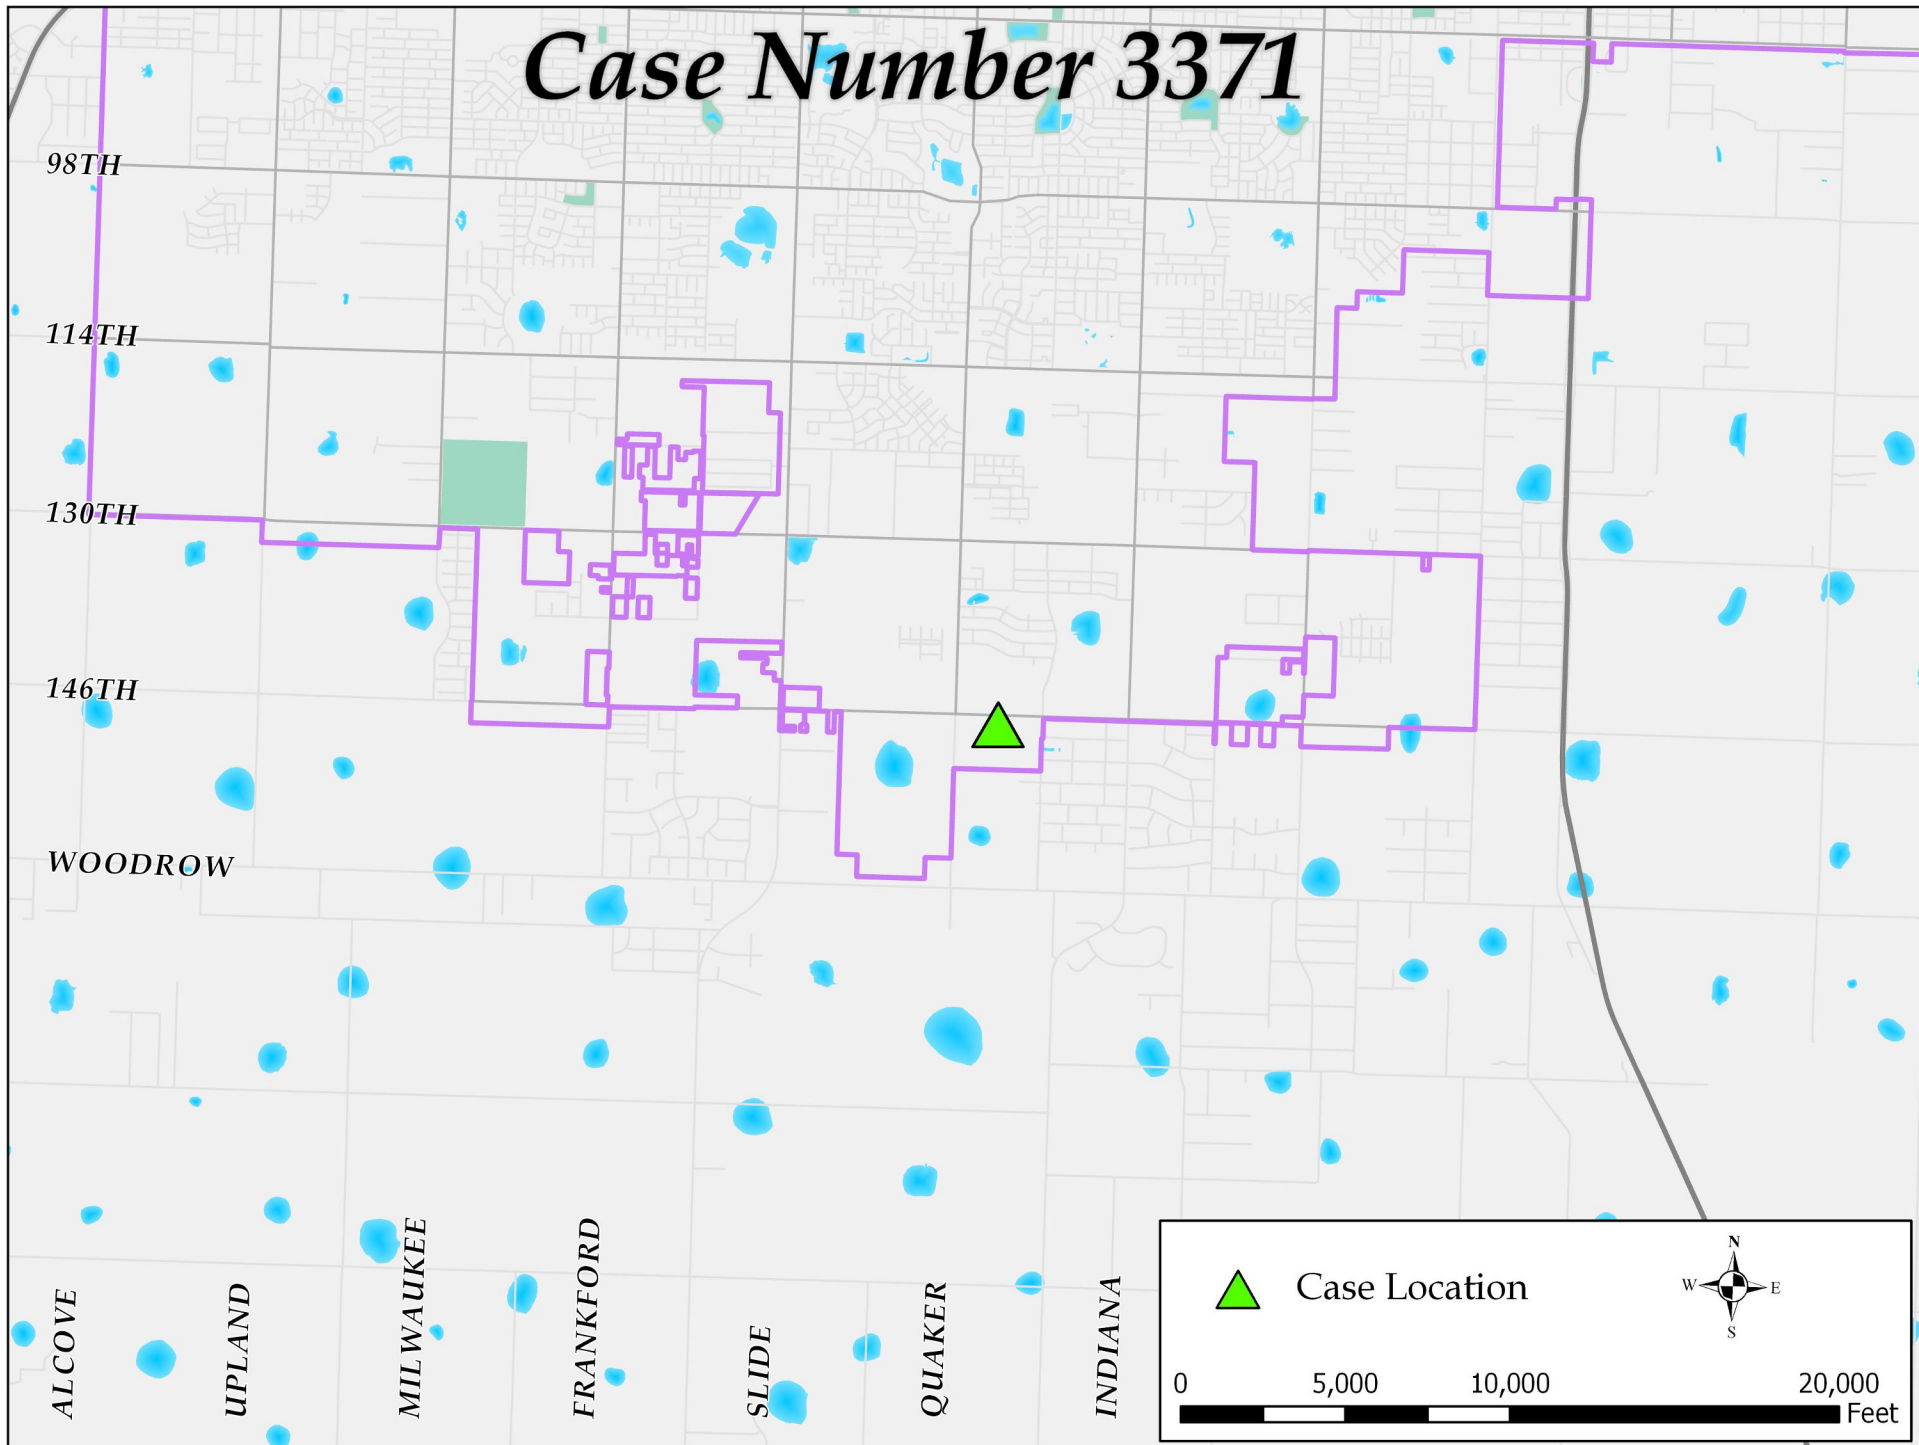 Case Number 3371
98TH
114TH
130TH
146TH
WOODROW
ALCOVE
UPLAND
MILWAUKEE
FRANKFORD
SLIDE
QUAKER
INDIANA
Case Location
N
W E
S
0 5,000 10,000 20,000
Feet